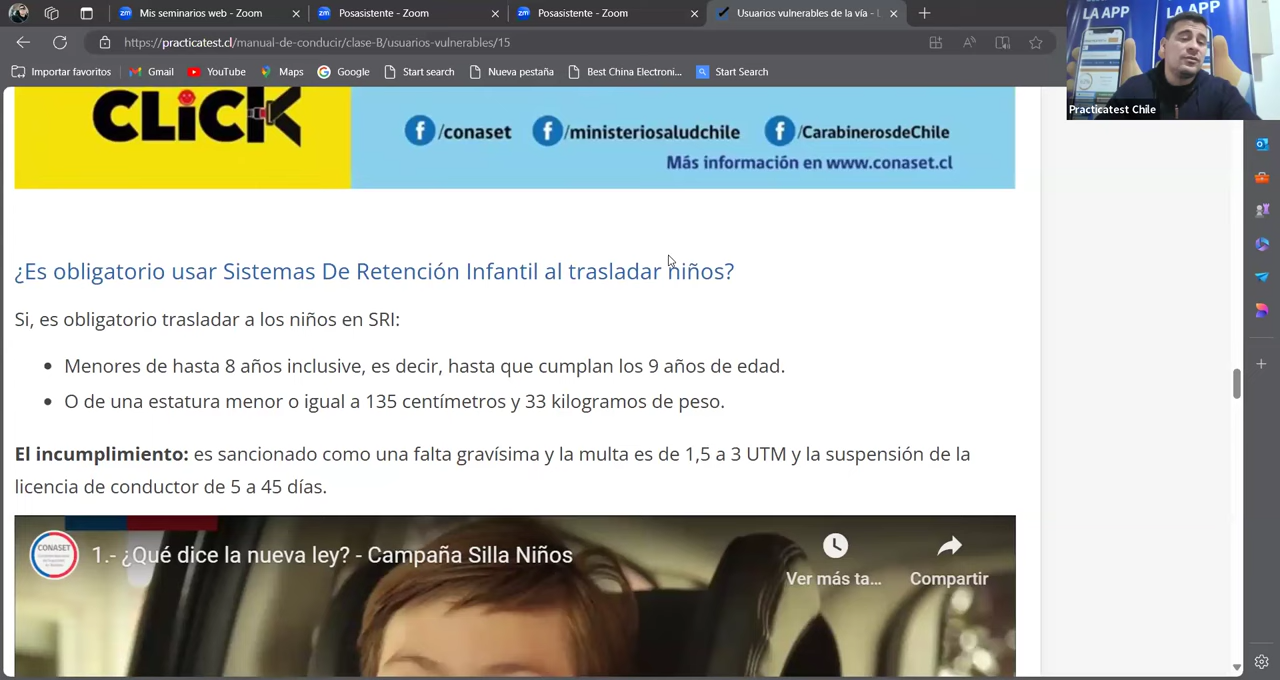 Mis seminarios web - Zoom
Posasistente - Zoom
Posasistente - Zoom
Usuarios vulnerables de la vía - L
https://practicatest.cl/manual-de-conducir/clase-B/usuarios-vulnerables/15
Importar favoritos
Gmail
YouTube
Maps
Google
Start search
Nueva pestaña
Best China Electroni...
Start Search
LA APP
LA APP
Practicatest Chile
CLICK
/conaset
/ministeriosaludchile
/CarabinerosdeChile
Más información en www.conaset.cl
¿Es obligatorio usar Sistemas De Retención Infantil al trasladar niños?
Si, es obligatorio trasladar a los niños en SRI:
Menores de hasta 8 años inclusive, es decir, hasta que cumplan los 9 años de edad.
O de una estatura menor o igual a 135 centímetros y 33 kilogramos de peso.
El incumplimiento: es sancionado como una falta gravísima y la multa es de 1,5 a 3 UTM y la suspensión de la
licencia de conductor de 5 a 45 días.
CONASET
1.- ¿Qué dice la nueva ley? - Campaña Silla Niños
Ver más ta...
Compartir